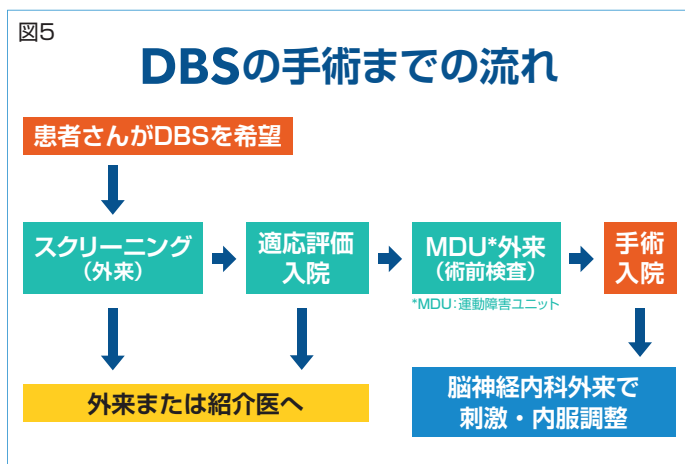 図5
DBSの手術までの流れ
患者さんがDBSを希望
スクリーニング
（外来）
適応評価
入院
MDU*外来
（術前検査）
*MDU：運動障害ユニット
手術
入院
外来または紹介医へ
脳神経内科外来で
刺激・内服調整